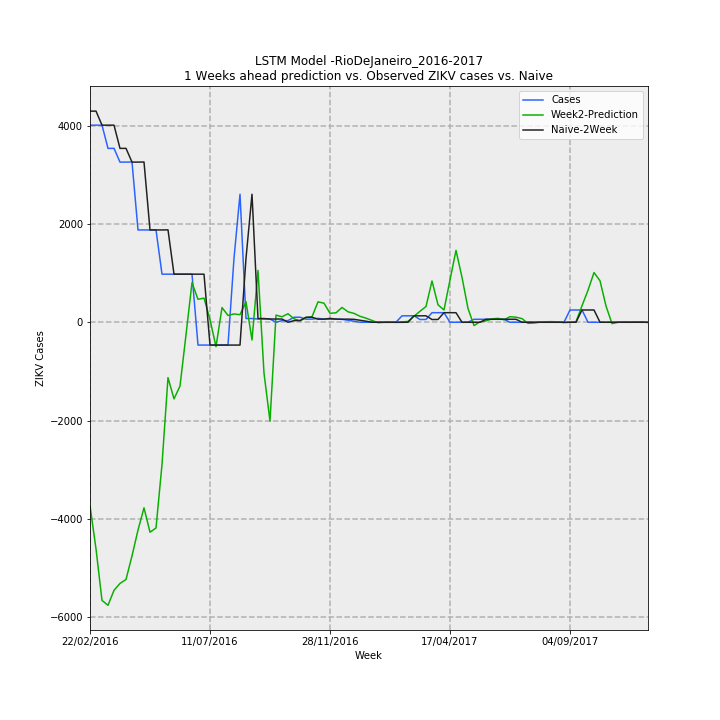 LSTM Model -RioDeJaneiro_2016-2017
1 Weeks ahead prediction vs. Observed ZIKV cases vs. Naive
Cases
Week2-Prediction
Naive-2Week
ZIKV Cases
4000
2000
0
−2000
−4000
−6000
22/02/2016
11/07/2016
28/11/2016
17/04/2017
04/09/2017
Week